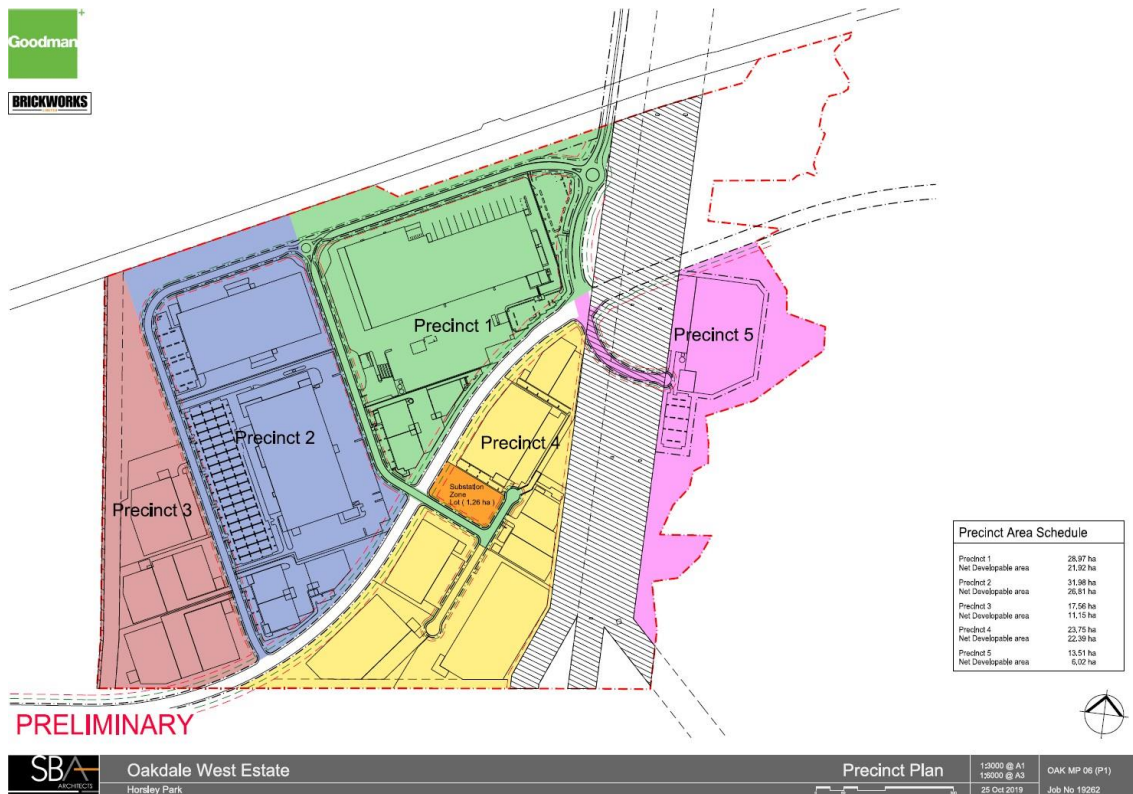 Goodman+
BRICKWORKS
LIMITED
Precinct 1
Precinct 5
Precinct 2
Precinct 4
Substation
Zone
Lot ( 1.26 ha )
Precinct 3
Precinct Area Schedule
Precinct 1 28.97 ha
Net Developable area 21.92 ha
Precinct 2 31.98 ha
Net Developable area 26.81 ha
Precinct 3 17.56 ha
Net Developable area 11.15 ha
Precinct 4 23.75 ha
Net Developable area 22.39 ha
Precinct 5 13.51 ha
Net Developable area 6.02 ha
PRELIMINARY
SBA
ARCHITECTS
Oakdale West Estate
Horsley Park
Precinct Plan
1:3000 @ A1
1:6000 @ A3
25 Oct 2019
OAK MP 06 (P1)
Job No 19262